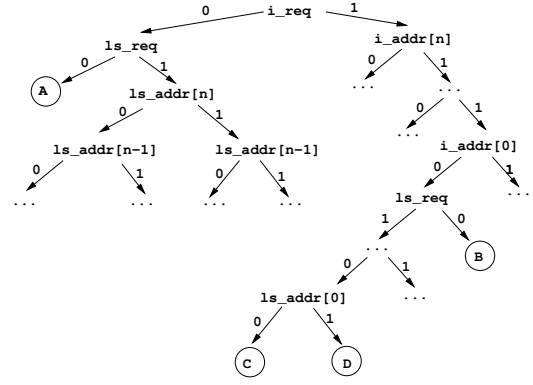 0 i_req 1
ls_req i_addr[n]
0 1 0 1
A ls_addr[n] ... ...
0 1 0 1
ls_addr[n-1] ls_addr[n-1] ... i_addr[0]
0 1 0 1 0 1
... ... ... ... ls_req ...
1 0
... B
0 1
ls_addr[0] ...
0 1
C D